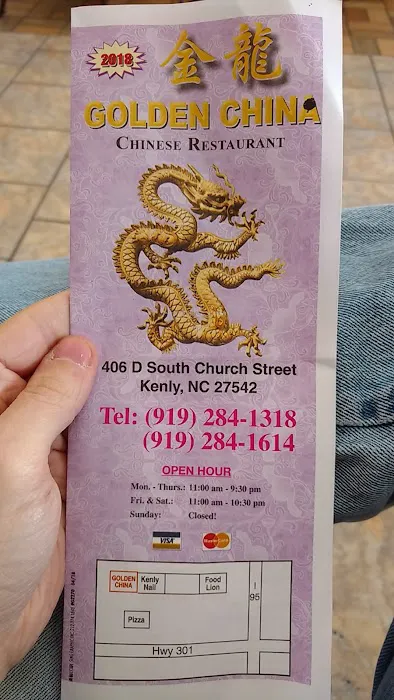 2018
金龍
GOLDEN CHINA
CHINESE RESTAURANT
406 D South Church Street
Kenly, NC 27542
Tel: (919) 284-1318
(919) 284-1614
OPEN HOUR
Mon. - Thurs.: 11:00 am - 9:30 pm
Fri. & Sat.: 11:00 am - 10:30 pm
Sunday: Closed!
VISA MasterCard
GOLDEN CHINA
Kenly Nail
Food Lion
I 95
Pizza
Hwy 301